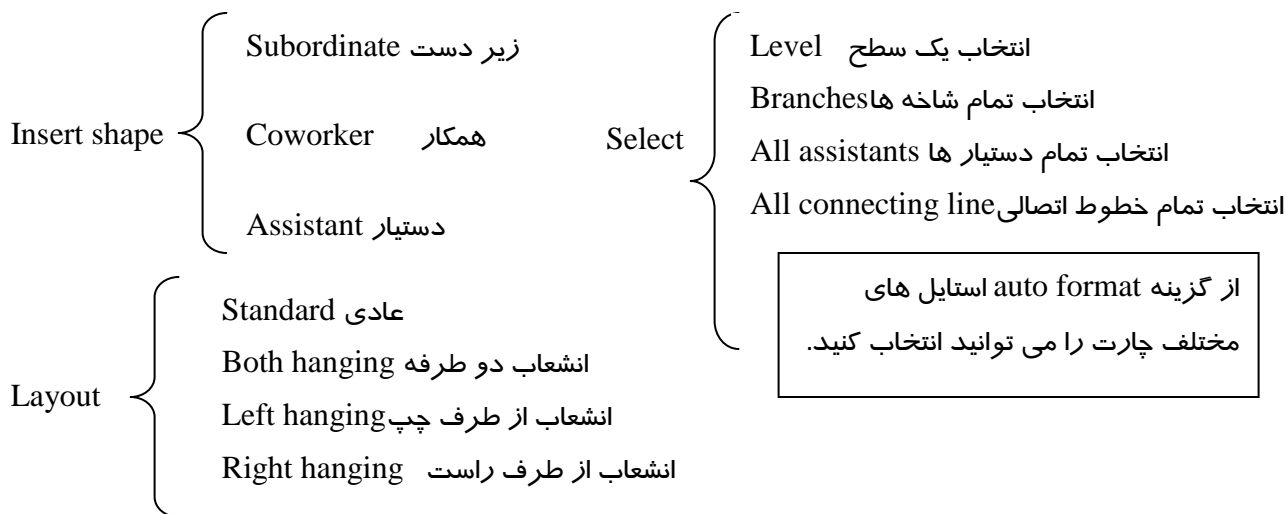 Insert shape
Subordinate زیر دست
Coworker همکار
Assistant دستیار
Select
Level انتخاب یک سطح
Branches انتخاب تمام شاخه ها
All assistants انتخاب تمام دستیار ها
All connecting line انتخاب تمام خطوط اتصالی
از گزینه auto format استایل های
مختلف چارت را می توانید انتخاب کنید.
Layout
Standard عادی
Both hanging انشعاب دو طرفه
Left hanging انشعاب از طرف چپ
Right hanging انشعاب از طرف راست